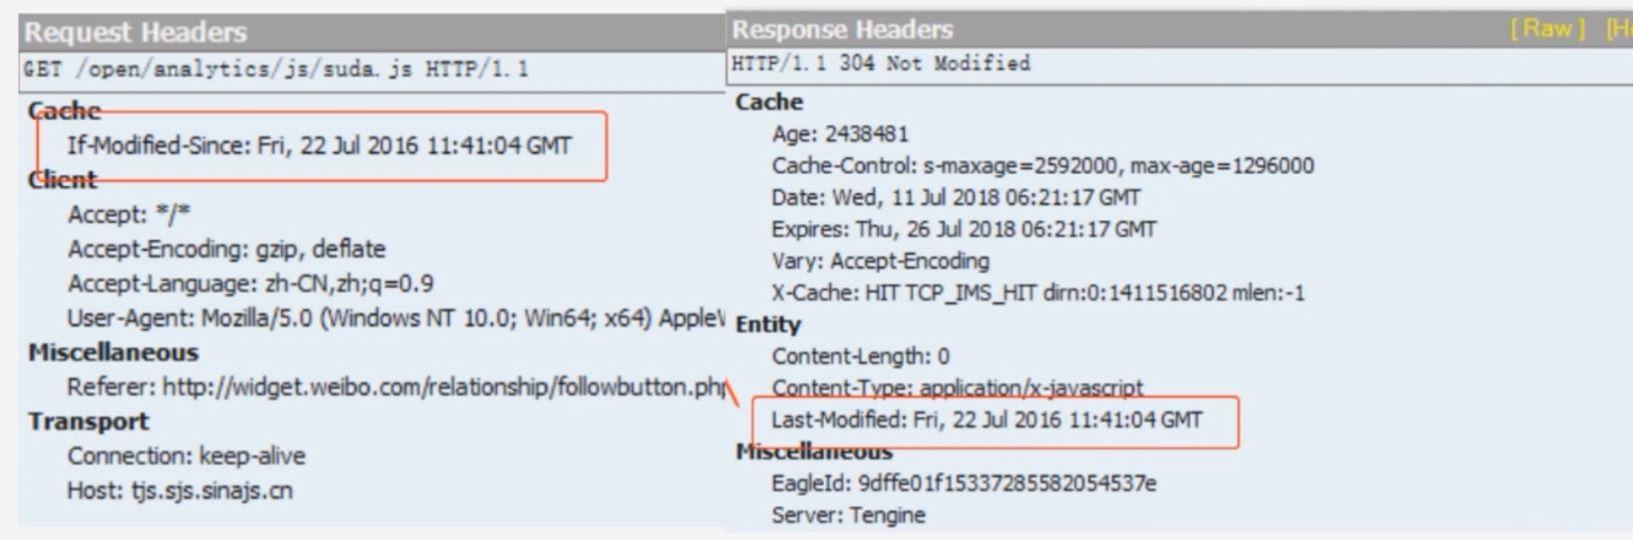 Request Headers
GET /open/analytics/js/suda.js HTTP/1.1
Cache
If-Modified-Since: Fri, 22 Jul 2016 11:41:04 GMT
Client
Accept: */*
Accept-Encoding: gzip, deflate
Accept-Language: zh-CN,zh;q=0.9
User-Agent: Mozilla/5.0 (Windows NT 10.0; Win64; x64) Apple
Miscellaneous
Referer: http://widget.weibo.com/relationship/followbutton.php
Transport
Connection: keep-alive
Host: tjs.sjs.sinajs.cn
Response Headers [ Raw ]
HTTP/1.1 304 Not Modified
Cache
Age: 2438481
Cache-Control: s-maxage=2592000, max-age=1296000
Date: Wed, 11 Jul 2018 06:21:17 GMT
Expires: Thu, 26 Jul 2018 06:21:17 GMT
Vary: Accept-Encoding
X-Cache: HIT TCP_IMS_HIT dirn:0:1411516802 mlen:-1
Entity
Content-Length: 0
Content-Type: application/x-javascript
Last-Modified: Fri, 22 Jul 2016 11:41:04 GMT
Miscellaneous
EagleId: 9dffe01f15337285582054537e
Server: Tengine